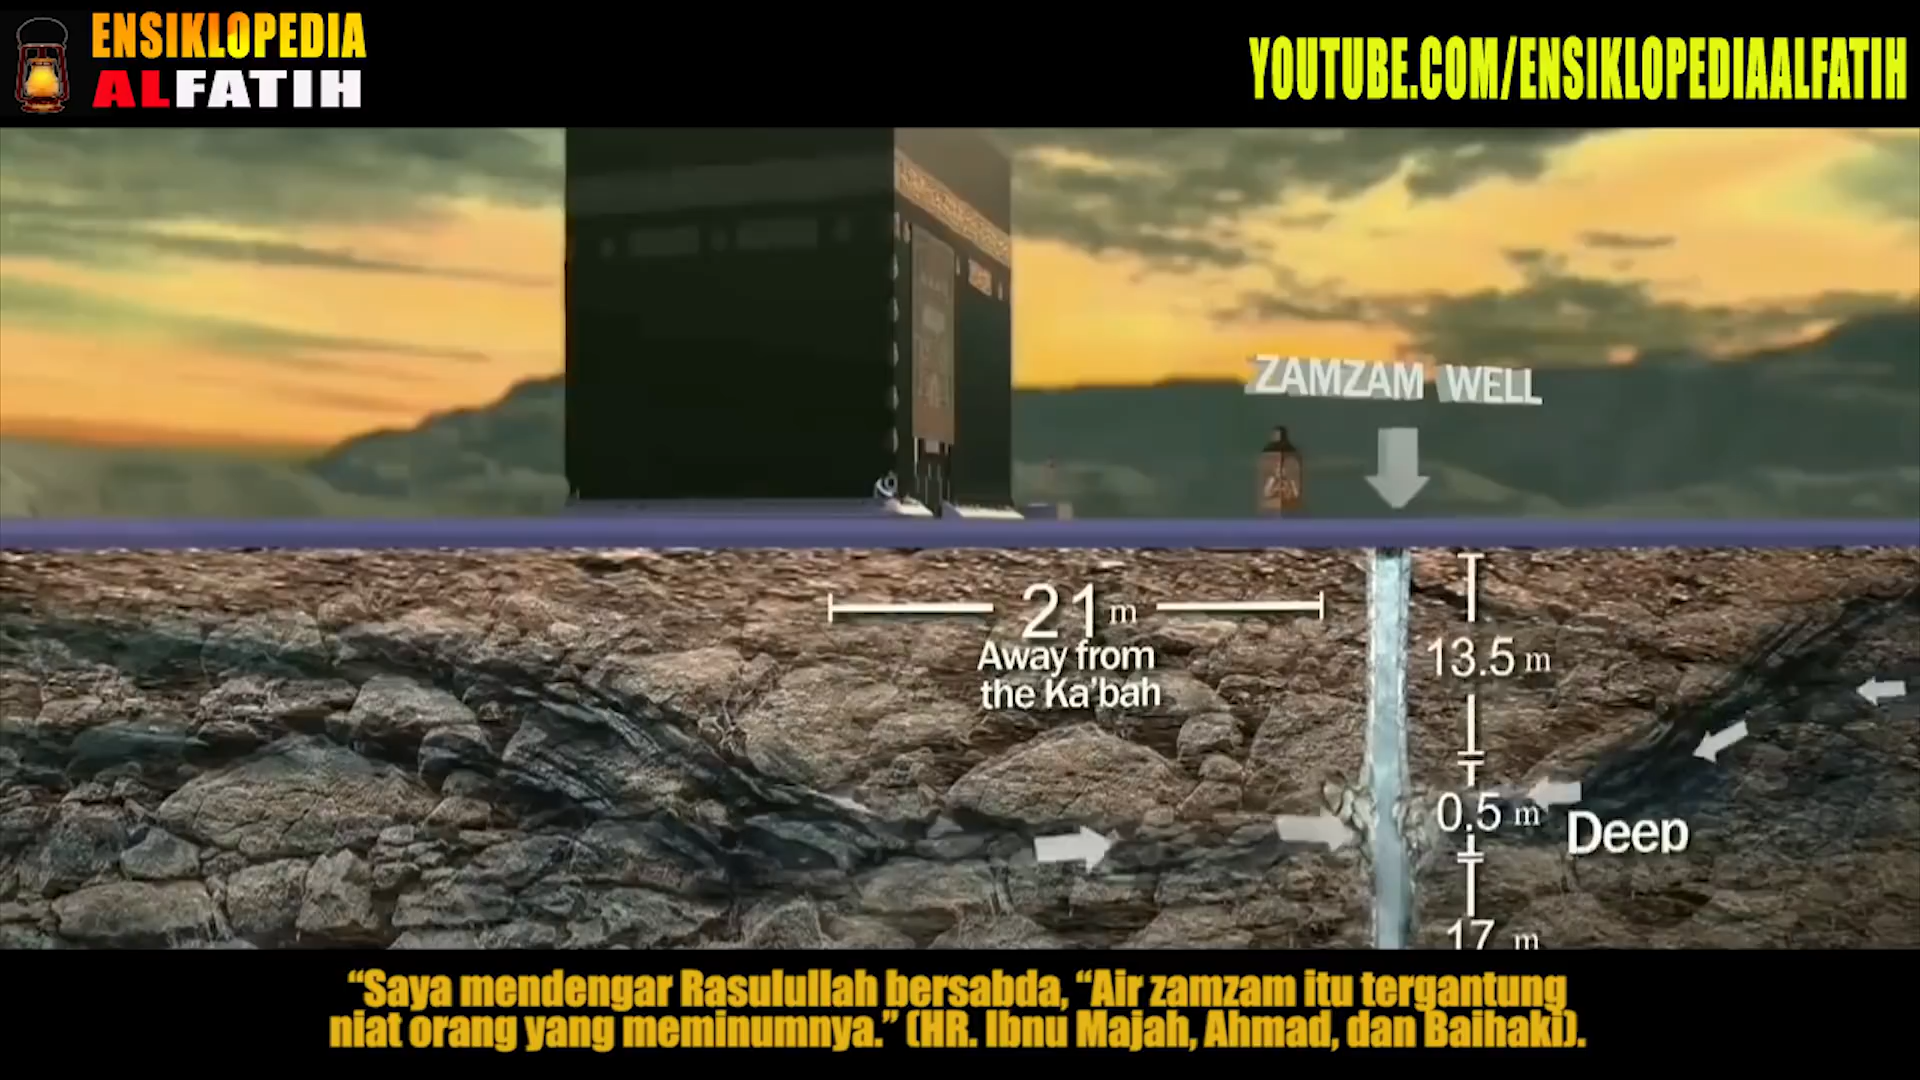 ENSIKLOPEDIA
ALFATIH
YOUTUBE.COM/ENSIKLOPEDIAALFATIH
ZAMZAM WELL
21 m
Away from
the Ka'bah
13.5 m
0.5 m
Deep
17 m
“Saya mendengar Rasulullah bersabda, “Air zamzam itu tergantung
niat orang yang meminumnya.” (HR. Ibnu Majah, Ahmad, dan Baihaki).